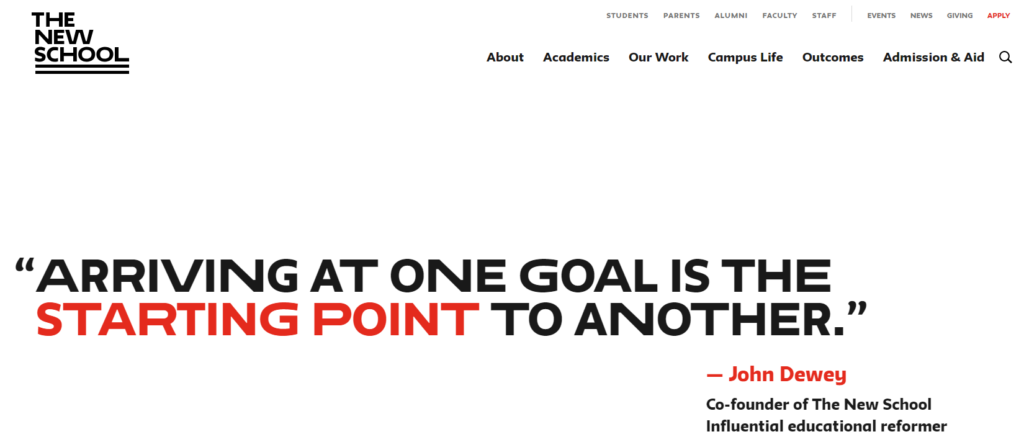 THE
NEW
SCHOOL
STUDENTS PARENTS ALUMNI FACULTY STAFF EVENTS NEWS GIVING APPLY
About Academics Our Work Campus Life Outcomes Admission & Aid
“ARRIVING AT ONE GOAL IS THE
STARTING POINT TO ANOTHER.”
— John Dewey
Co-founder of The New School
Influential educational reformer